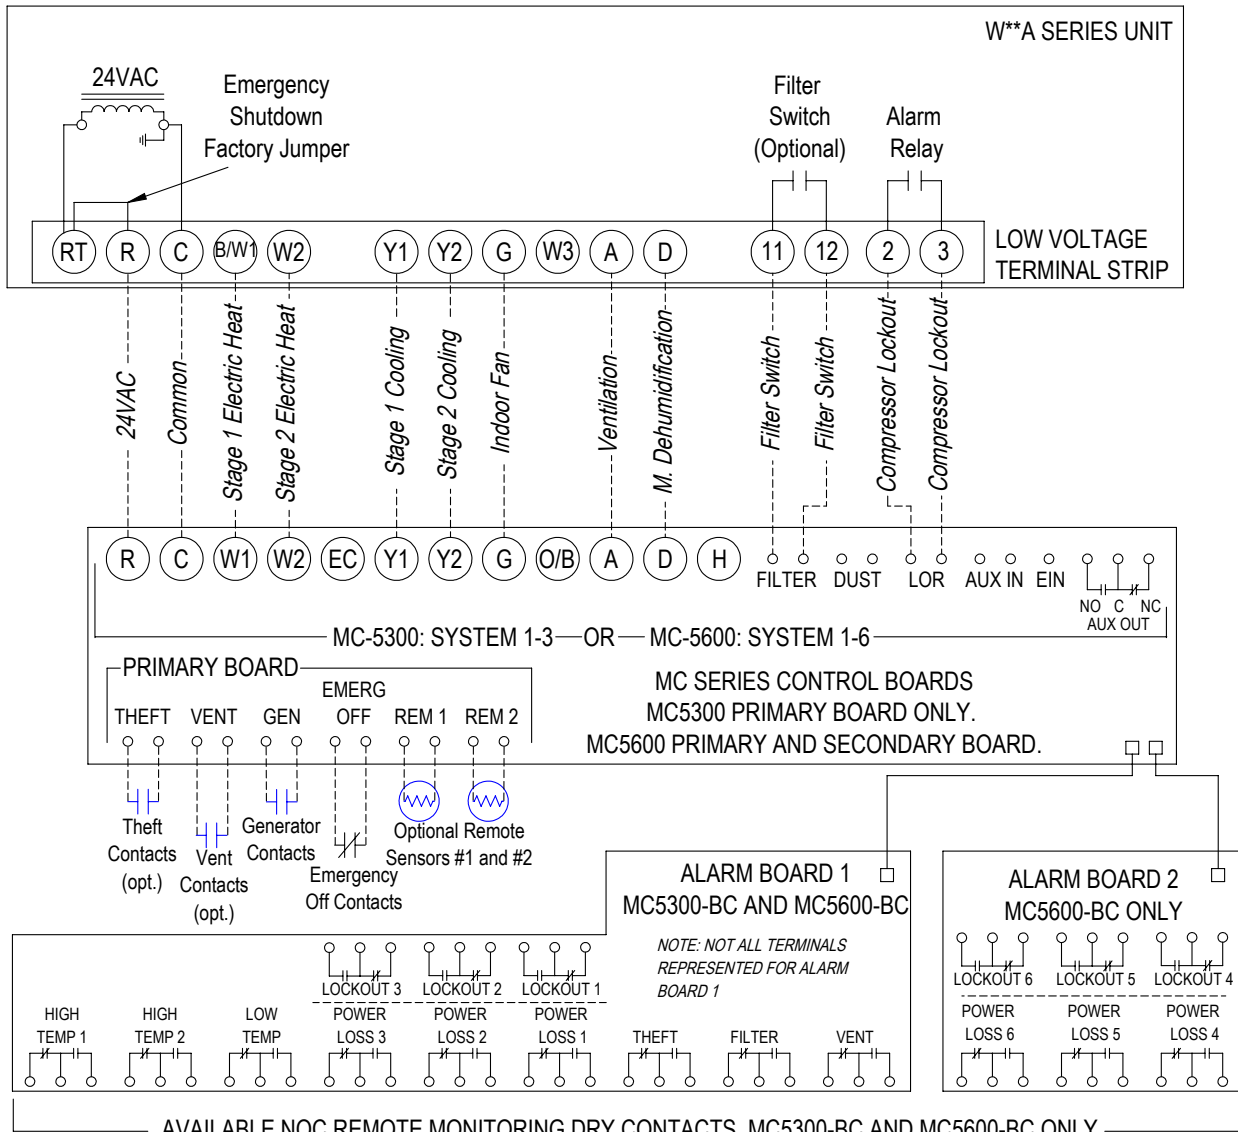 W**A SERIES UNIT
24VAC
Emergency
Shutdown
Factory Jumper
Filter
Switch
(Optional)
Alarm
Relay
RT R C B/W1 W2 Y1 Y2 G W3 A D 11 12 2 3
LOW VOLTAGE
TERMINAL STRIP
24VAC
Common
Stage 1 Electric Heat
Stage 2 Electric Heat
Stage 1 Cooling
Stage 2 Cooling
Indoor Fan
Ventilation
M. Dehumidification
Filter Switch
Filter Switch
Compressor Lockout
Compressor Lockout
R C W1 W2 EC Y1 Y2 G O/B A D H
FILTER DUST LOR AUX IN EIN
NO C NC
AUX OUT
MC-5300: SYSTEM 1-3 OR MC-5600: SYSTEM 1-6
PRIMARY BOARD
MC SERIES CONTROL BOARDS
MC5300 PRIMARY BOARD ONLY.
MC5600 PRIMARY AND SECONDARY BOARD.
THEFT VENT GEN
EMERG
OFF
REM 1 REM 2
Theft
Contacts
(opt.)
Vent
Contacts
(opt.)
Generator
Contacts
Emergency
Off Contacts
Optional Remote
Sensors #1 and #2
ALARM BOARD 1
MC5300-BC AND MC5600-BC
NOTE: NOT ALL TERMINALS
REPRESENTED FOR ALARM
BOARD 1
ALARM BOARD 2
MC5600-BC ONLY
LOCKOUT 3 LOCKOUT 2 LOCKOUT 1
LOCKOUT 6 LOCKOUT 5 LOCKOUT 4
HIGH
TEMP 1
HIGH
TEMP 2
LOW
TEMP
POWER
LOSS 3
POWER
LOSS 2
POWER
LOSS 1
THEFT FILTER VENT
POWER
LOSS 6
POWER
LOSS 5
POWER
LOSS 4
AVAILABLE NOC REMOTE MONITORING DRY CONTACTS, MC5300-BC AND MC5600-BC ONLY